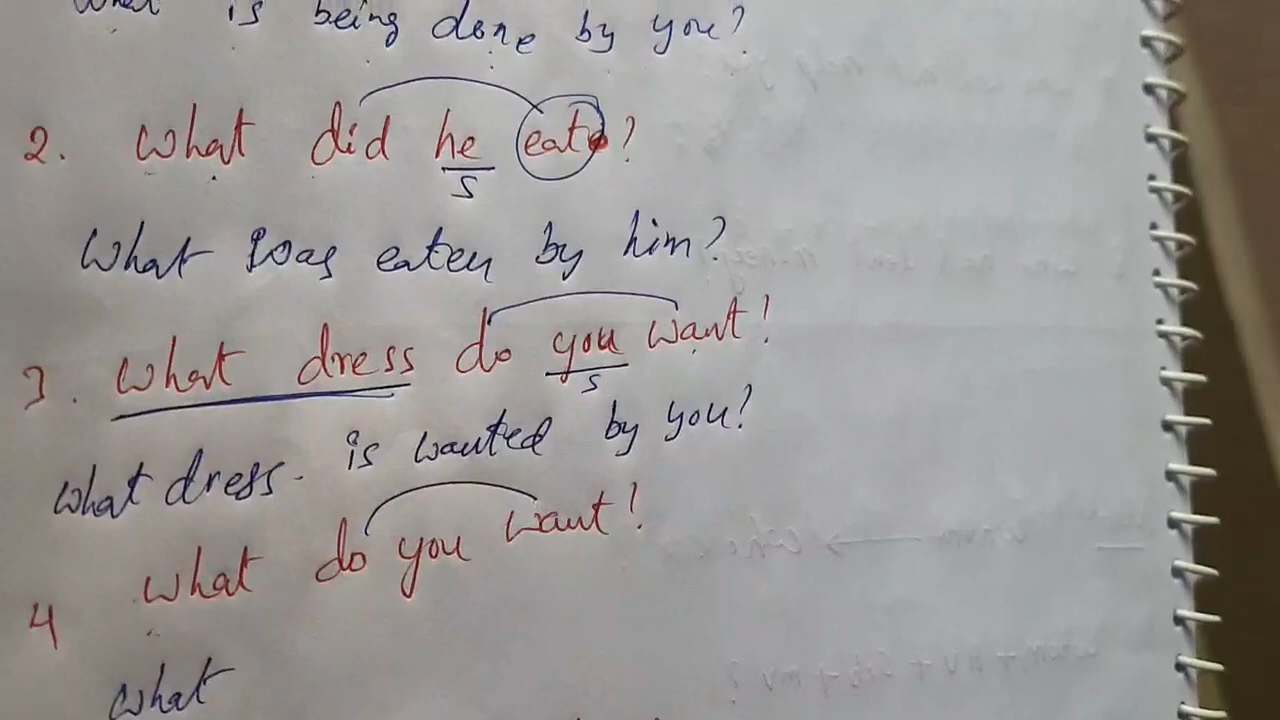 What is being done by you?
2. What did he eat?
S
What was eaten by him?
3. What dress do you want!
S
What dress. is wanted by you?
4 What do you want!
What